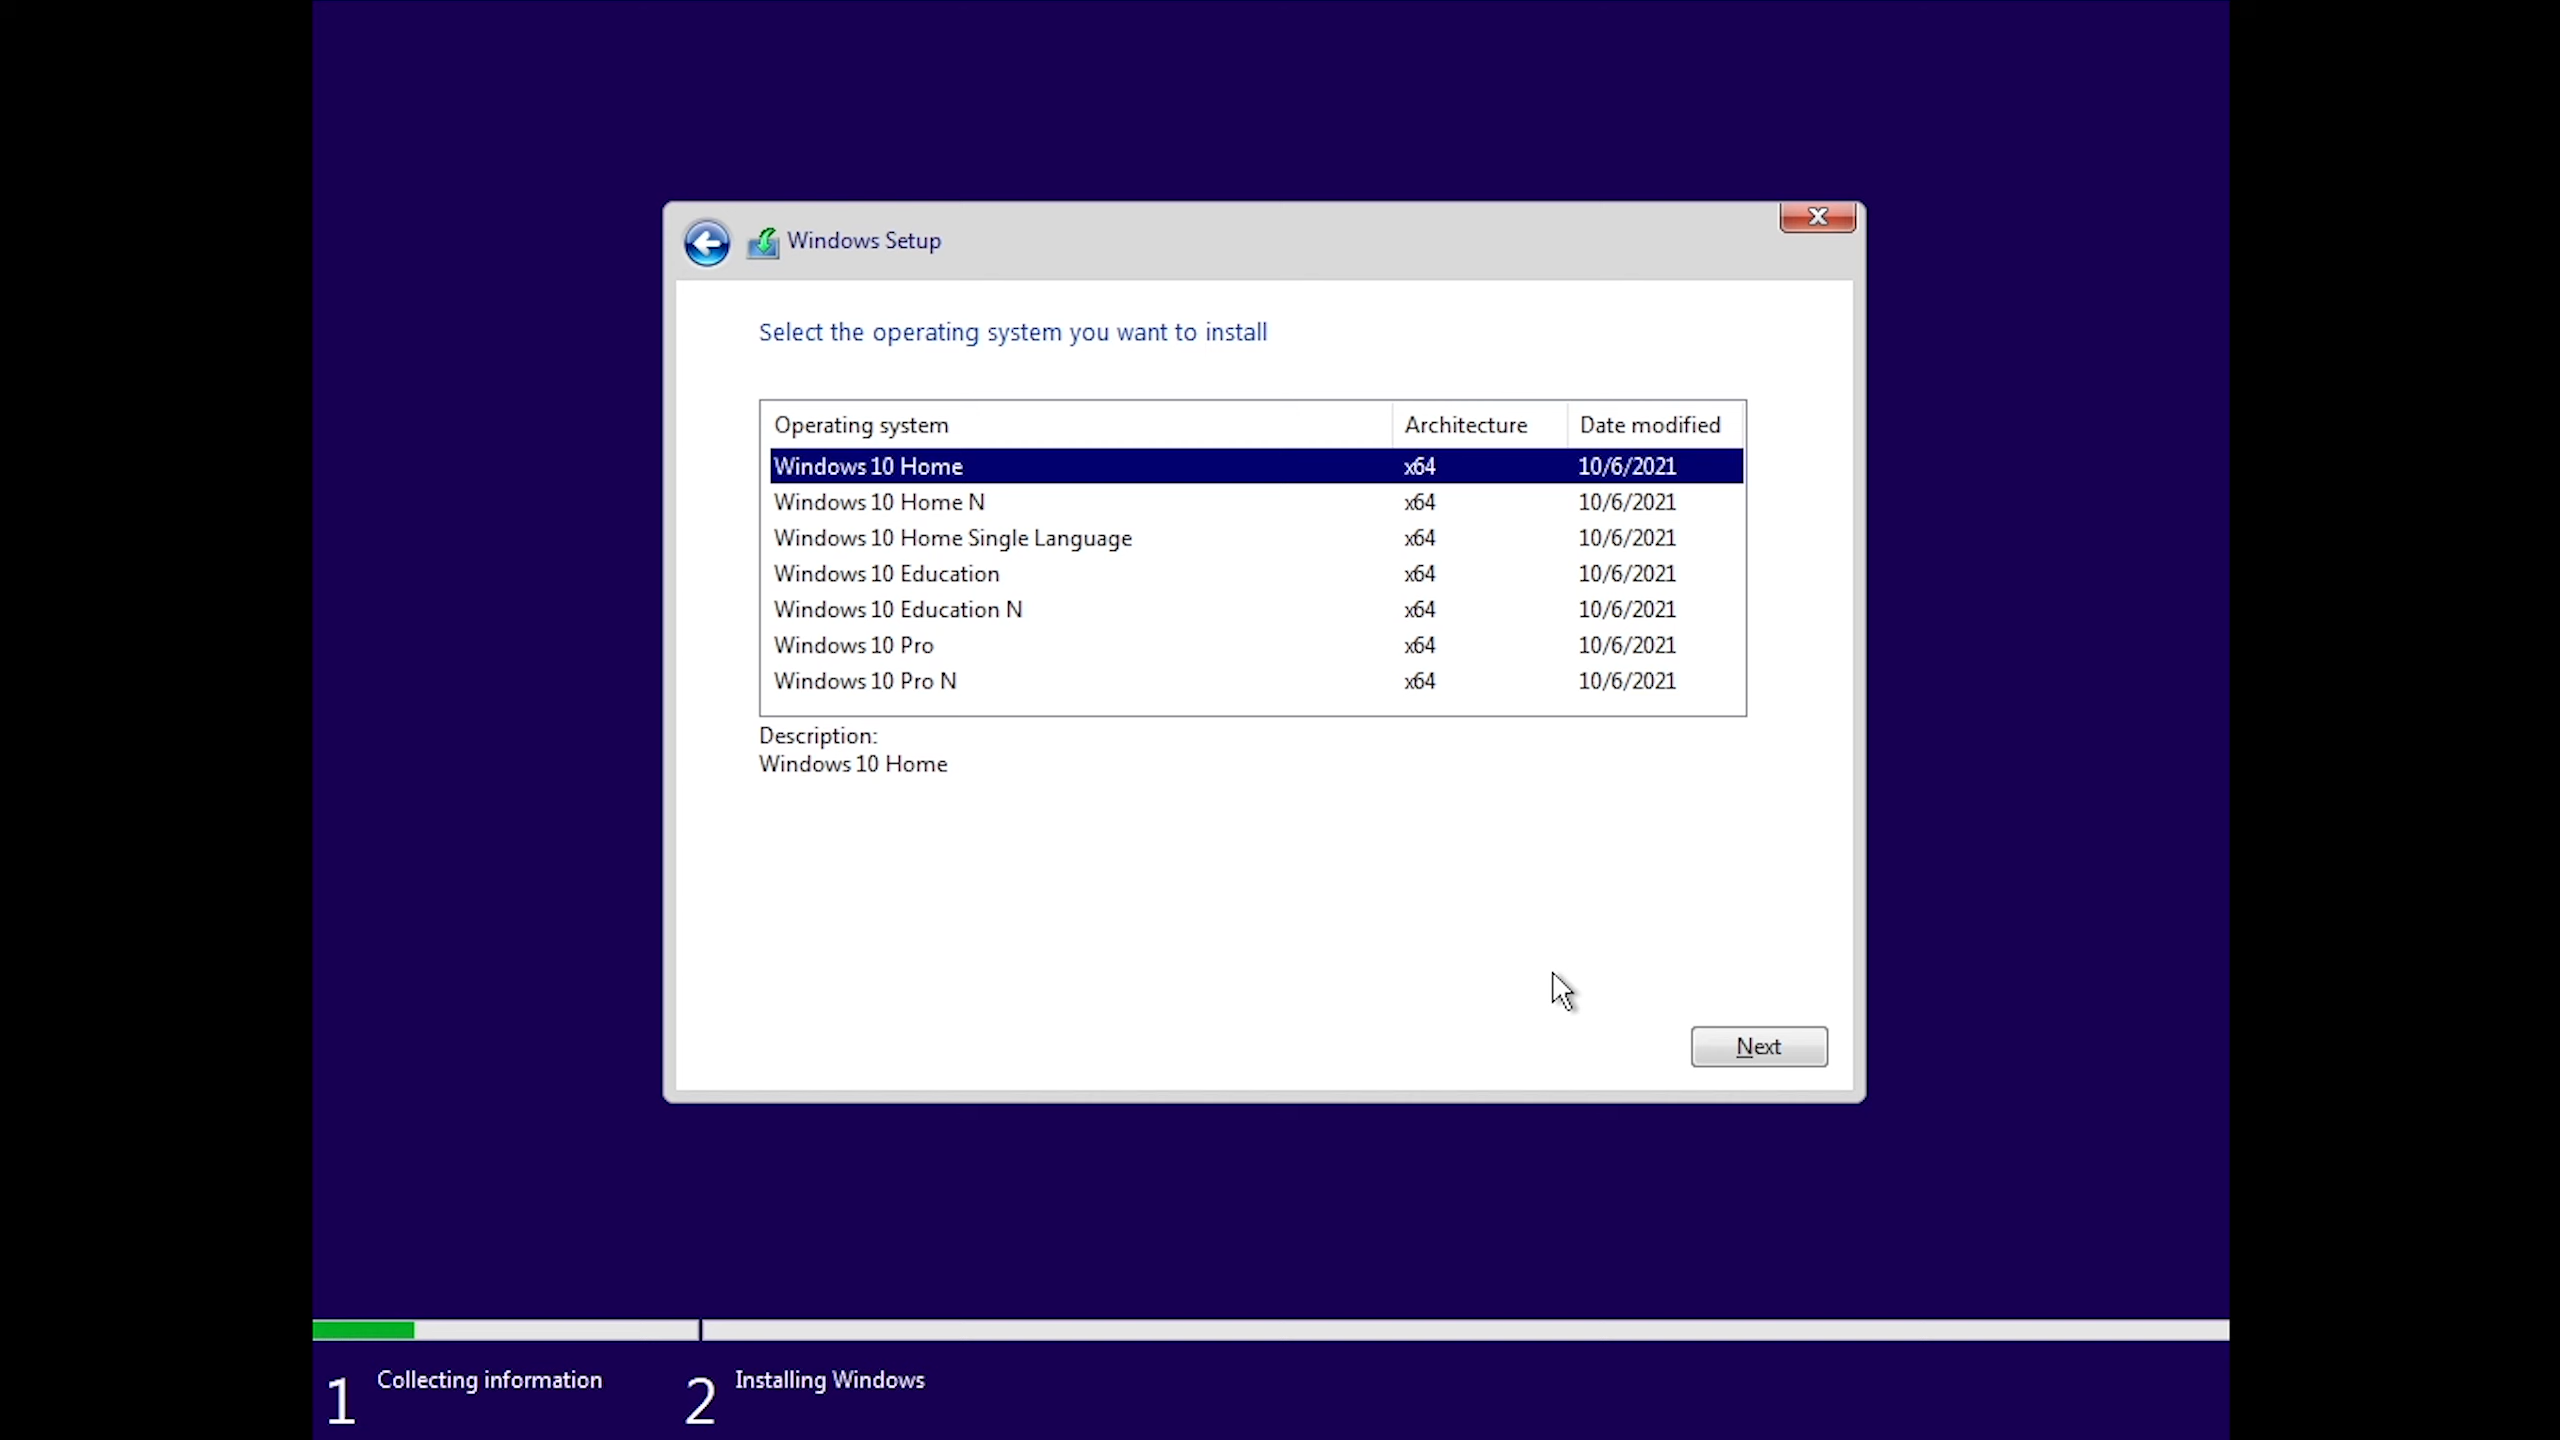 Windows Setup
Select the operating system you want to install
Operating system Architecture Date modified
Windows 10 Home x64 10/6/2021
Windows 10 Home N x64 10/6/2021
Windows 10 Home Single Language x64 10/6/2021
Windows 10 Education x64 10/6/2021
Windows 10 Education N x64 10/6/2021
Windows 10 Pro x64 10/6/2021
Windows 10 Pro N x64 10/6/2021
Description:
Windows 10 Home
Next
1 Collecting information 2 Installing Windows